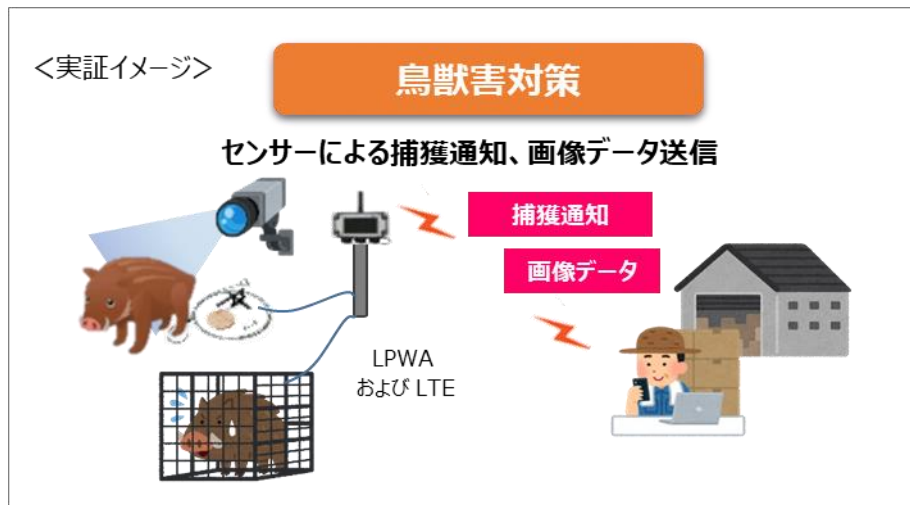 <実証イメージ>
鳥獣害対策
センサーによる捕獲通知、画像データ送信
捕獲通知
画像データ
LPWA
および LTE